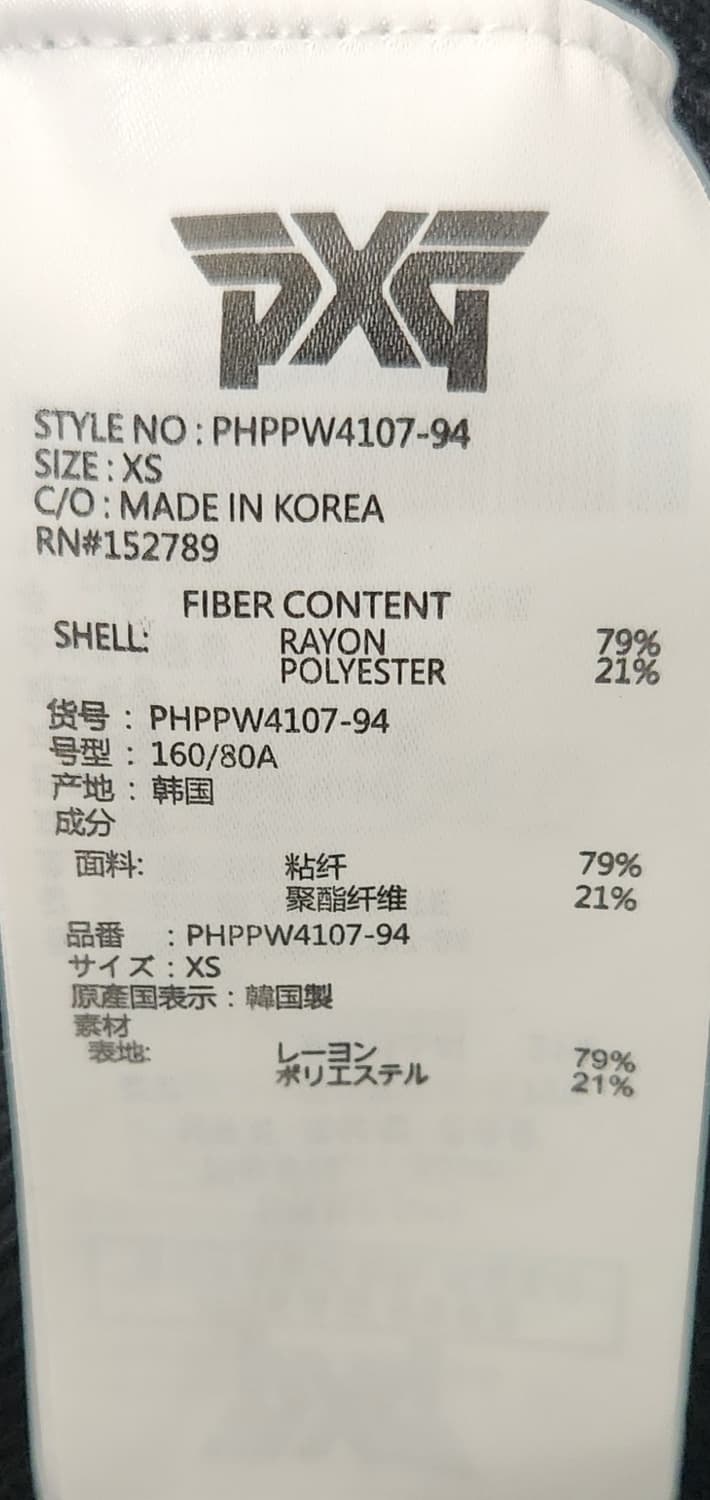 PXG
STYLE NO : PHPPW4107-94
SIZE : XS
C/O : MADE IN KOREA
RN#152789
FIBER CONTENT
SHELL: RAYON 79%
POLYESTER 21%
货号 : PHPPW4107-94
号型 : 160/80A
产地 : 韩国
成分
面料: 粘纤 79%
聚酯纤维 21%
品番 : PHPPW4107-94
サイズ : XS
原産国表示 : 韓国製
素材
表地: レーヨン 79%
ポリエステル 21%